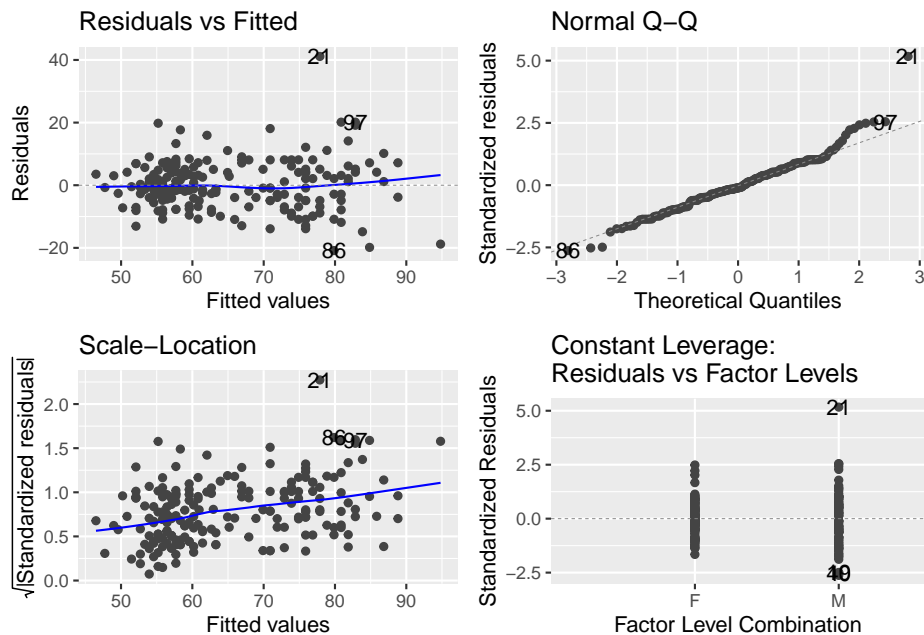 Residuals vs Fitted
Residuals
40
20
0
−20
21
97
86
50
60
70
80
90
Fitted values
Normal Q−Q
Standardized residuals
5.0
2.5
0.0
−2.5
21
97
86
−3
−2
−1
0
1
2
3
Theoretical Quantiles
Scale−Location
√|Standardized residuals|
2.0
1.5
1.0
0.5
0.0
21
86
97
50
60
70
80
90
Fitted values
Constant Leverage:
Residuals vs Factor Levels
Standardized Residuals
5.0
2.5
0.0
−2.5
21
F
M
Factor Level Combination